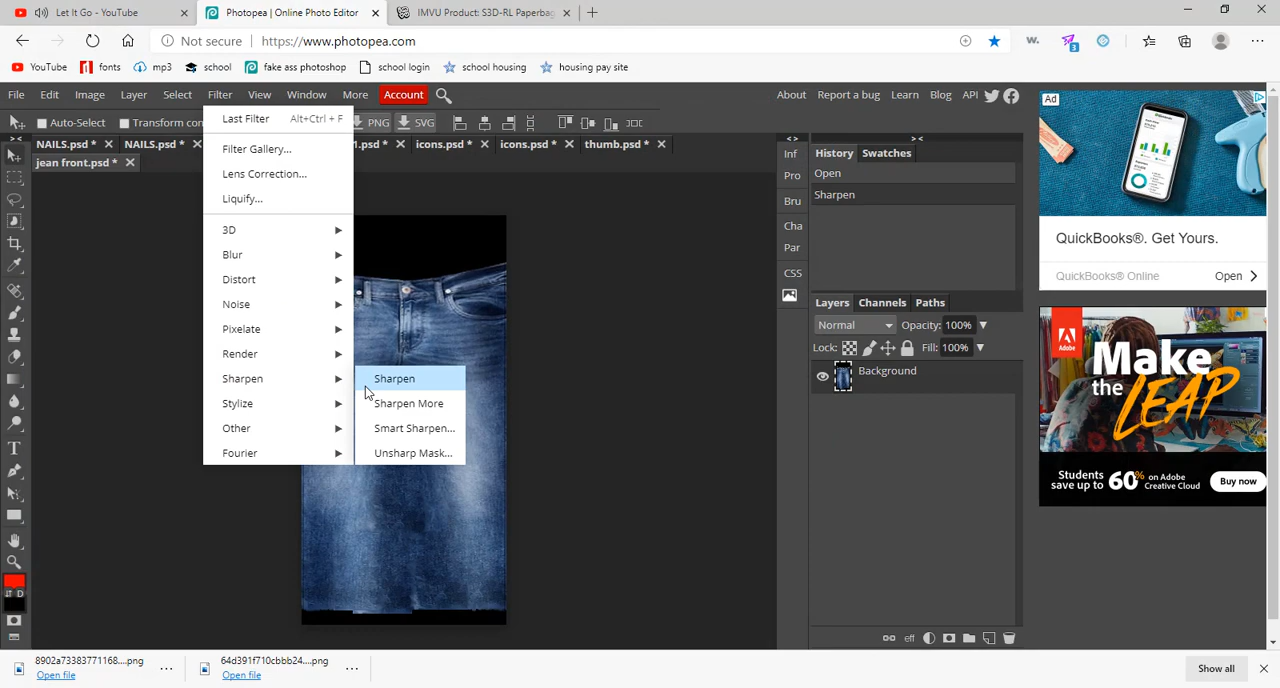 Let It Go - YouTube
Photopea | Online Photo Editor
IMVU Product: S3D-RL Paperbag
Not secure
https://www.photopea.com
YouTube
fonts
mp3
school
fake ass photoshop
school login
school housing
housing pay site
File Edit Image Layer Select Filter View Window More Account
About Report a bug Learn Blog API
Auto-Select
Transform con
PNG
SVG
NAILS.psd *
NAILS.psd *
1.psd *
icons.psd *
icons.psd *
thumb.psd *
jean front.psd *
Last Filter Alt+Ctrl + F
Filter Gallery...
Lens Correction...
Liquify...
3D
Blur
Distort
Noise
Pixelate
Render
Sharpen
Stylize
Other
Fourier
Sharpen
Sharpen More
Smart Sharpen...
Unsharp Mask...
Inf
Pro
Bru
Cha
Par
CSS
History Swatches
Open
Sharpen
Layers Channels Paths
Normal Opacity: 100%
Lock: Fill: 100%
Background
eff
Ad
QuickBooks®. Get Yours.
QuickBooks® Online Open
Adobe
Make
the LEAP
Students
save up to 60% on Adobe
Creative Cloud
Buy now
8902a73383771168....png
Open file
64d391f710cbbb24....png
Open file
Show all